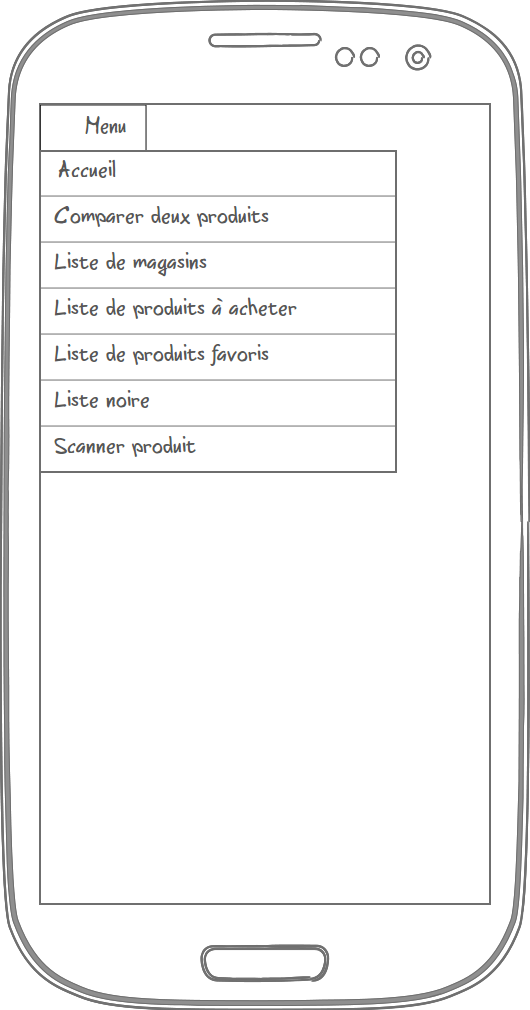 Menu
Accueil
Comparer deux produits
Liste de magasins
Liste de produits à acheter
Liste de produits favoris
Liste noire
Scanner produit